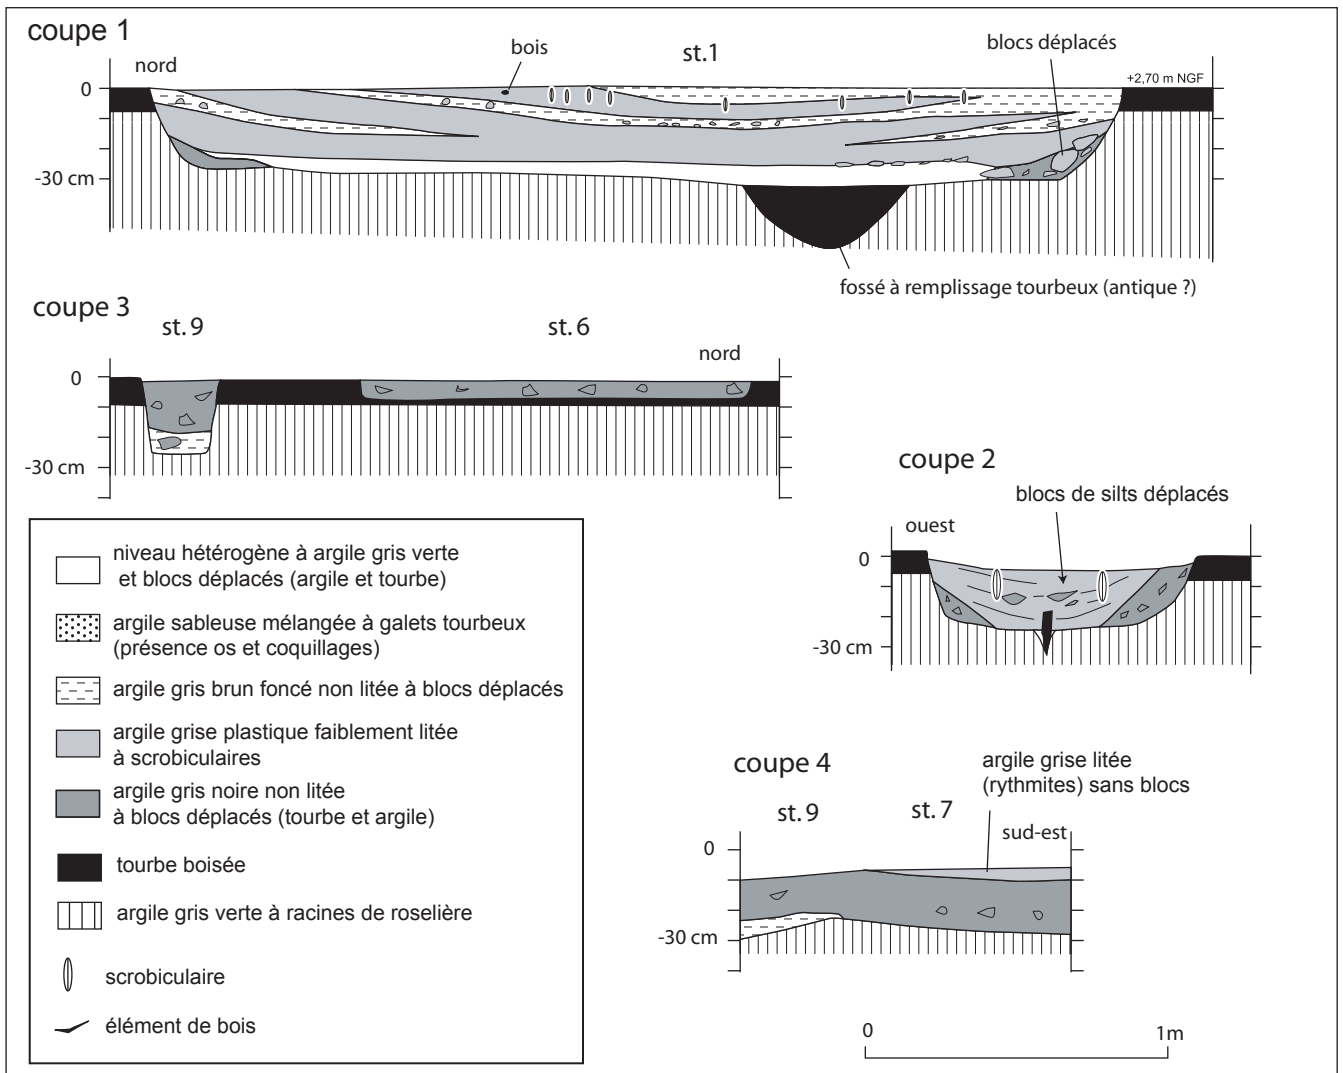 coupe 1
nord
bois
st.1
blocs déplacés
+2,70 m NGF
0
-30 cm
fossé à remplissage tourbeux (antique ?)
coupe 3
st. 9
st. 6
nord
0
-30 cm
coupe 2
blocs de silts déplacés
ouest
0
-30 cm
niveau hétérogène à argile gris verte
et blocs déplacés (argile et tourbe)
argile sableuse mélangée à galets tourbeux
(présence os et coquillages)
argile gris brun foncé non litée à blocs déplacés
argile grise plastique faiblement litée
à scrobiculaires
argile gris noire non litée
à blocs déplacés (tourbe et argile)
tourbe boisée
argile gris verte à racines de roselière
scrobiculaire
élément de bois
coupe 4
argile grise litée
(rythmites) sans blocs
st. 9
st. 7
sud-est
0
-30 cm
0
1m